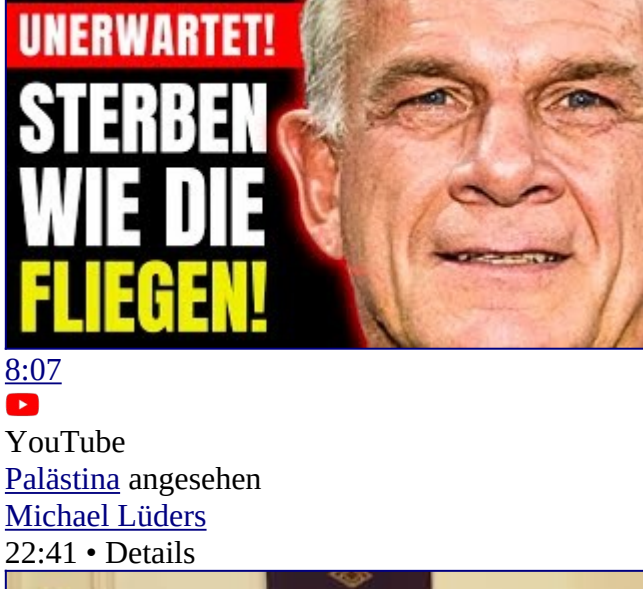 UNERWARTET!
STERBEN
WIE DIE
FLIEGEN!
8:07
YouTube
Palästina angesehen
Michael Lüders
22:41 • Details